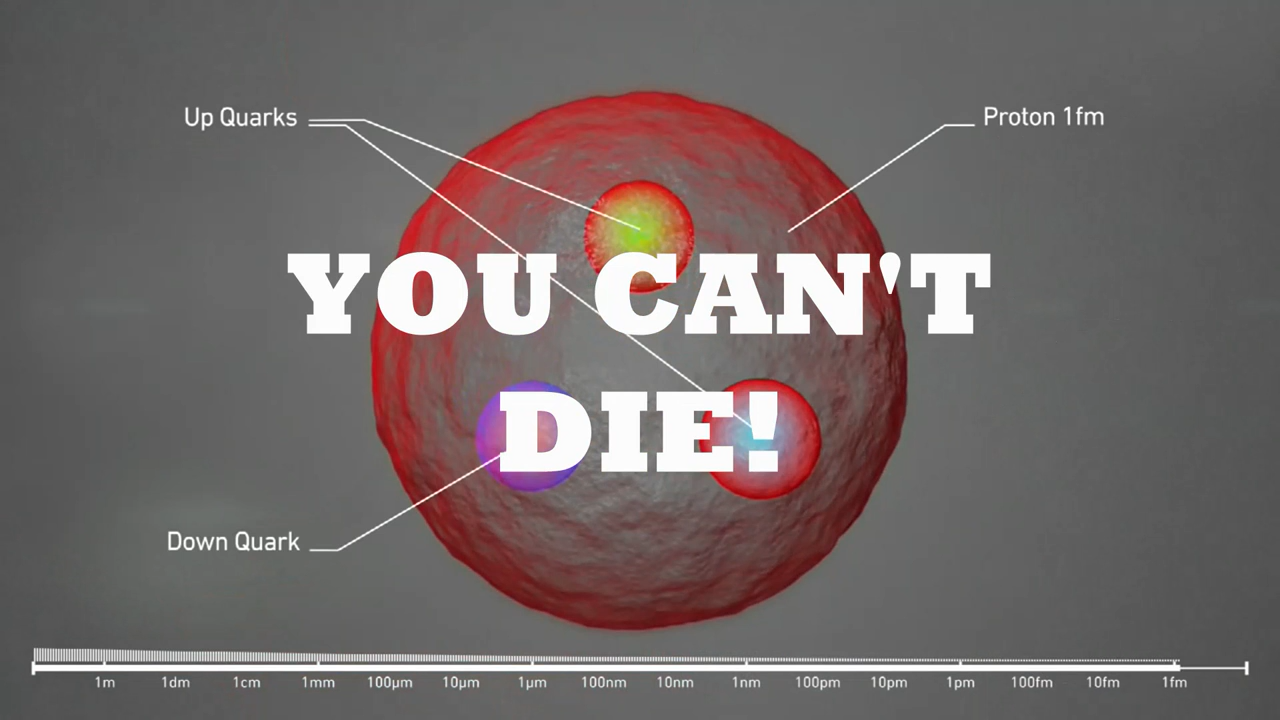 Up Quarks
Proton 1fm
YOU CAN'T
DIE!
Down Quark
1m 1dm 1cm 1mm 100µm 10µm 1µm 100nm 10nm 1nm 100pm 10pm 1pm 100fm 10fm 1fm